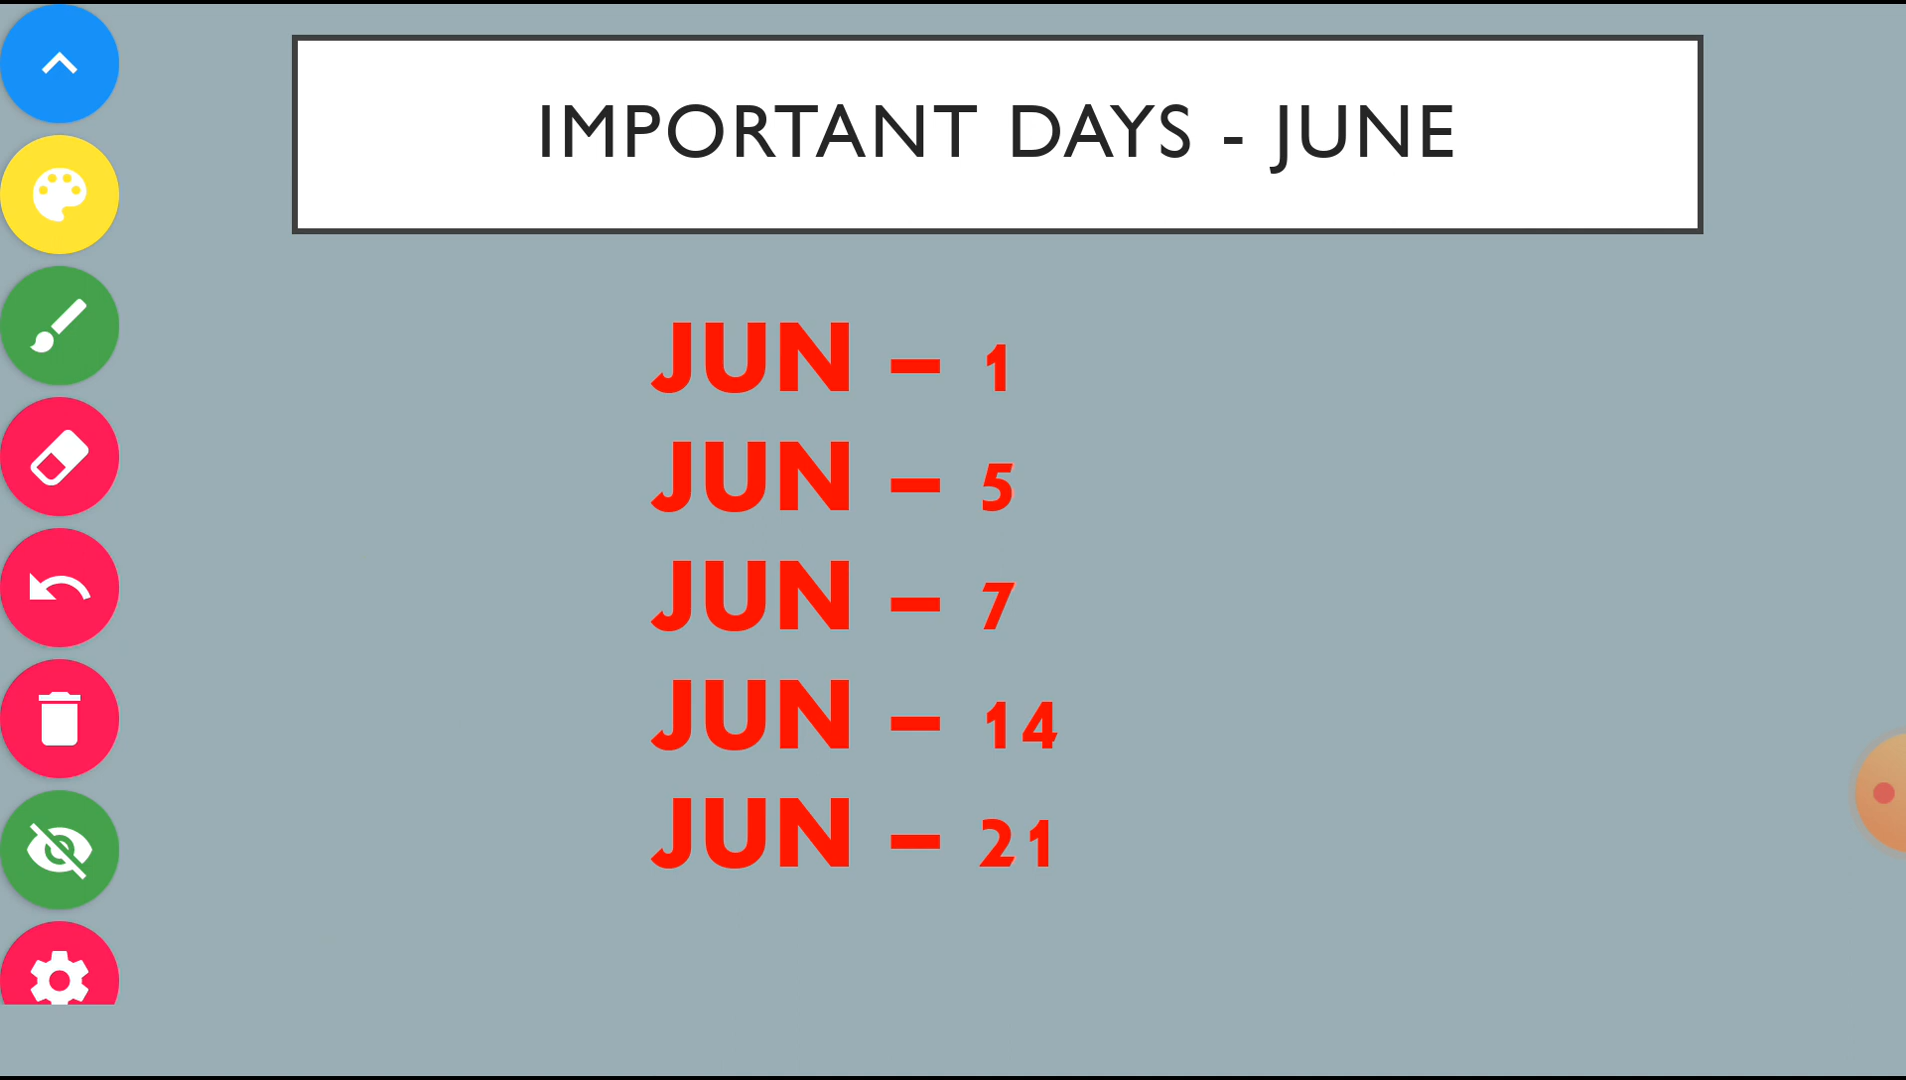 IMPORTANT DAYS - JUNE
JUN – 1
JUN – 5
JUN – 7
JUN – 14
JUN – 21